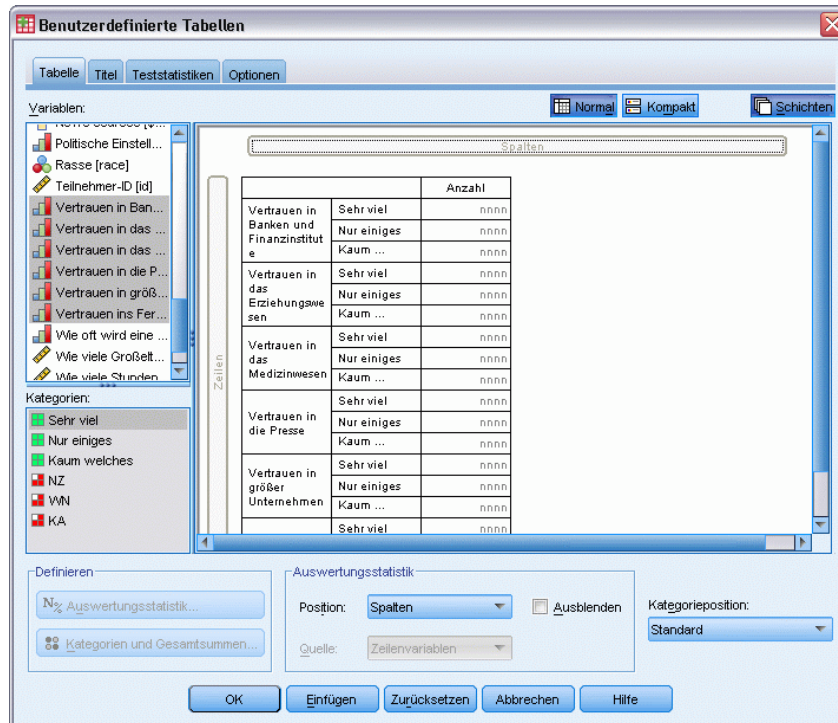 Benutzerdefinierte Tabellen
Tabelle Titel Teststatistiken Optionen
Variablen:
Normal Kompakt Schichten
Politische Einstell...
Rasse [race]
Teilnehmer-ID [id]
Vertrauen in Ban...
Vertrauen in das ...
Vertrauen in das ...
Vertrauen in die P...
Vertrauen in größ...
Vertrauen ins Fer...
Wie oft wird eine ...
Wie viele Großelt...
Wie viele Stunden
Kategorien:
Sehr viel
Nur einiges
Kaum welches
NZ
WN
KA
Spalten
Zeilen
Anzahl
Vertrauen in
Banken und
Finanzinstitut
e
Sehr viel nnnn
Nur einiges nnnn
Kaum ... nnnn
Vertrauen in
das
Erziehungswe
sen
Sehr viel nnnn
Nur einiges nnnn
Kaum ... nnnn
Vertrauen in
das
Medizinwesen
Sehr viel nnnn
Nur einiges nnnn
Kaum ... nnnn
Vertrauen in
die Presse
Sehr viel nnnn
Nur einiges nnnn
Kaum ... nnnn
Vertrauen in
größer
Unternehmen
Sehr viel nnnn
Nur einiges nnnn
Kaum ... nnnn
Sehr viel nnnn
Definieren
N% Auswertungsstatistik...
Kategorien und Gesamtsummen...
Auswertungsstatistik
Position: Spalten Ausblenden
Quelle: Zeilenvariablen
Kategorieposition:
Standard
OK Einfügen Zurücksetzen Abbrechen Hilfe